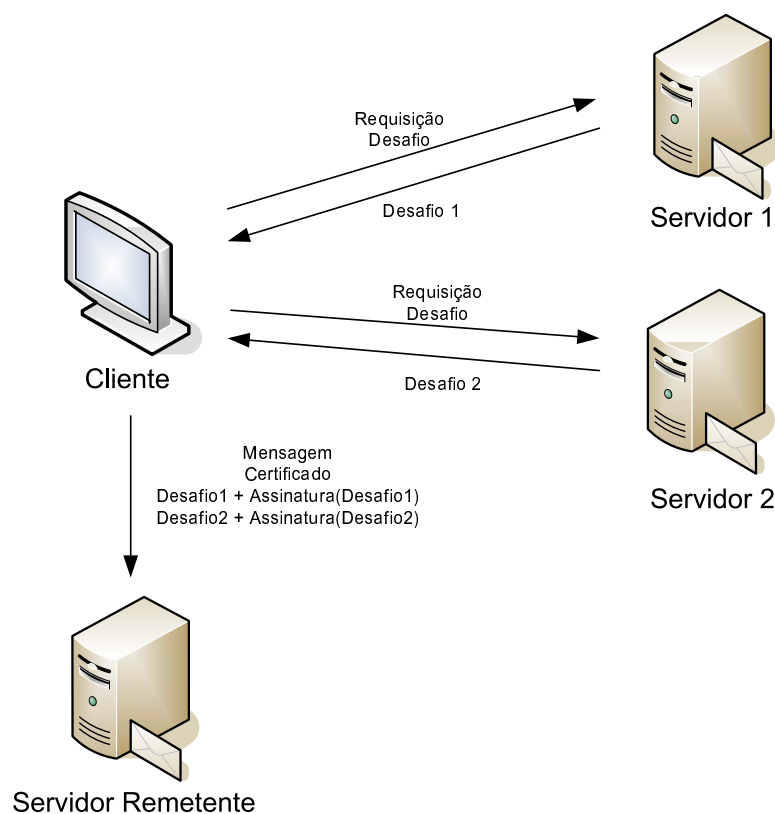 Requisição
Desafio
Desafio 1
Servidor 1
Requisição
Desafio
Desafio 2
Cliente
Servidor 2
Mensagem
Certificado
Desafio1 + Assinatura(Desafio1)
Desafio2 + Assinatura(Desafio2)
Servidor Remetente